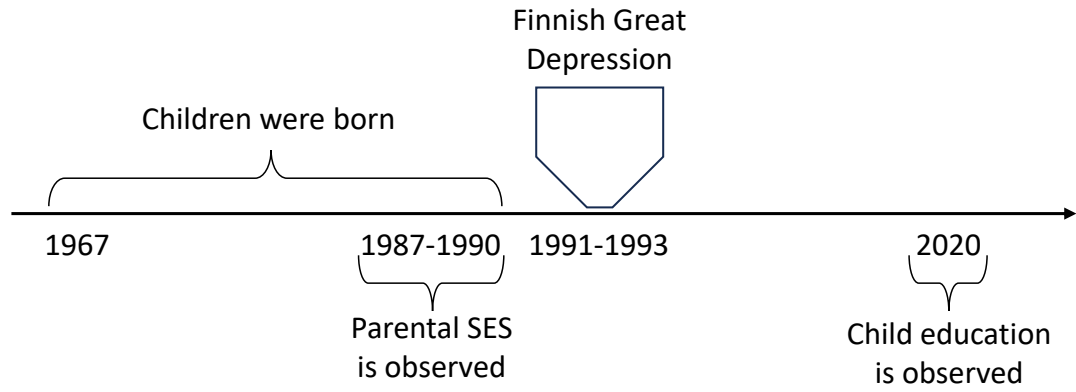 Finnish Great
Depression
Children were born
1967
1987-1990
1991-1993
2020
Parental SES
is observed
Child education
is observed